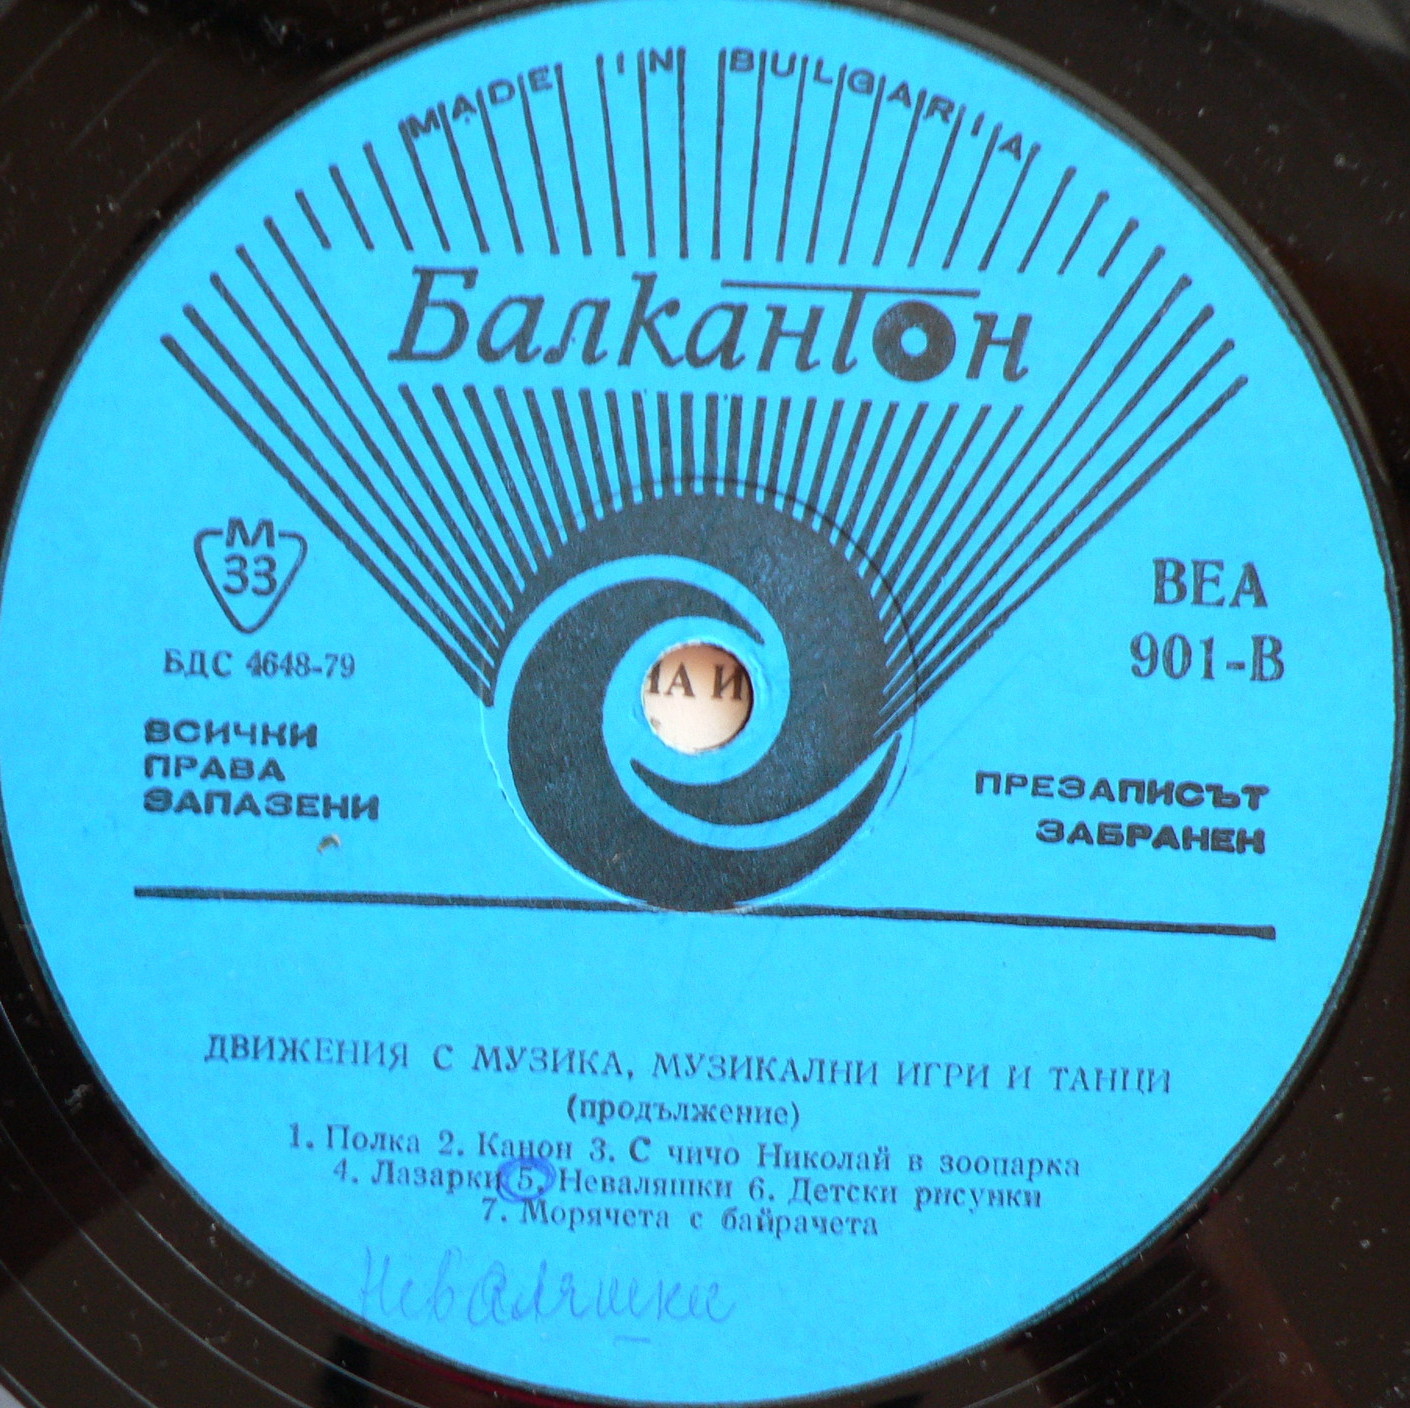 MADE IN BULGARIA
Балкантон
М
33
БДС 4648-79
ВСИЧКИ
ПРАВА
ЗАПАЗЕНИ
ВЕА
901-В
ПРЕЗАПИСЪТ
ЗАБРАНЕН
НА И
ДВИЖЕНИЯ С МУЗИКА, МУЗИКАЛНИ ИГРИ И ТАНЦИ
(продължение)
1. Полка 2. Канон 3. С чичо Николай в зоопарка
4. Лазарки 5. Неваляшки 6. Детски рисунки
7. Морячета с байрачета
Неваляшки